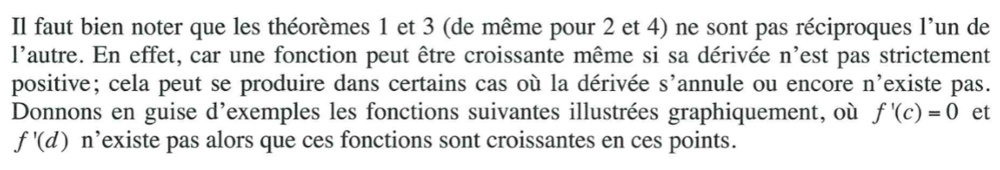 Il faut bien noter que les théorèmes 1 et 3 (de même pour 2 et 4) ne sont pas réciproques l’un de
l’autre. En effet, car une fonction peut être croissante même si sa dérivée n’est pas strictement
positive; cela peut se produire dans certains cas où la dérivée s’annule ou encore n’existe pas.
Donnons en guise d’exemples les fonctions suivantes illustrées graphiquement, où f '(c) = 0 et
f '(d) n’existe pas alors que ces fonctions sont croissantes en ces points.